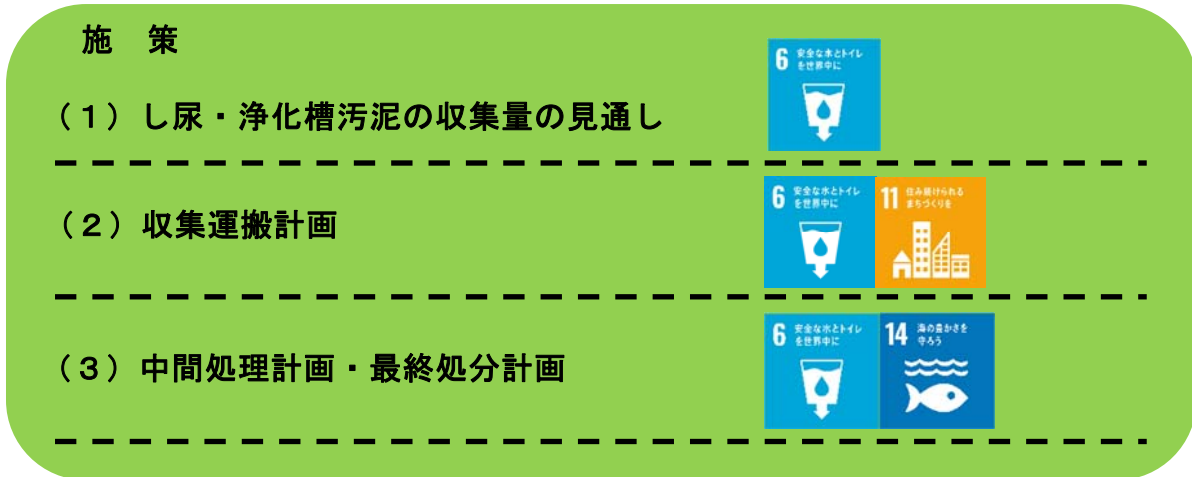 施　策
（１）し尿・浄化槽汚泥の収集量の見通し
6 安全な水とトイレ
を世界中に
（２）収集運搬計画
6 安全な水とトイレ
を世界中に
11 住み続けられる
まちづくりを
（３）中間処理計画・最終処分計画
6 安全な水とトイレ
を世界中に
14 海の豊かさを
守ろう